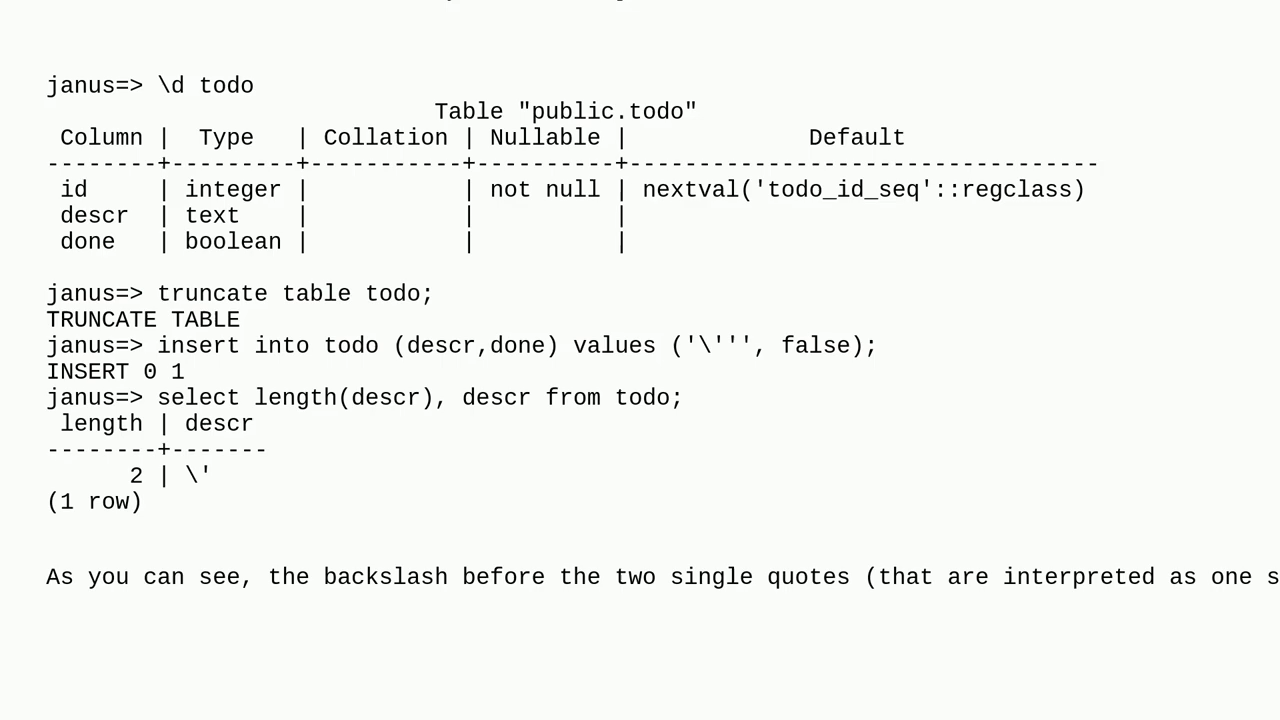 janus=> \d todo
                            Table "public.todo"
 Column |  Type   | Collation | Nullable |             Default
--------+---------+-----------+----------+----------------------------------
 id     | integer |           | not null | nextval('todo_id_seq'::regclass)
 descr  | text    |           |          |
 done   | boolean |           |          |
janus=> truncate table todo;
TRUNCATE TABLE
janus=> insert into todo (descr,done) values ('\''', false);
INSERT 0 1
janus=> select length(descr), descr from todo;
 length | descr
--------+-------
      2 | \'
(1 row)
As you can see, the backslash before the two single quotes (that are interpreted as one